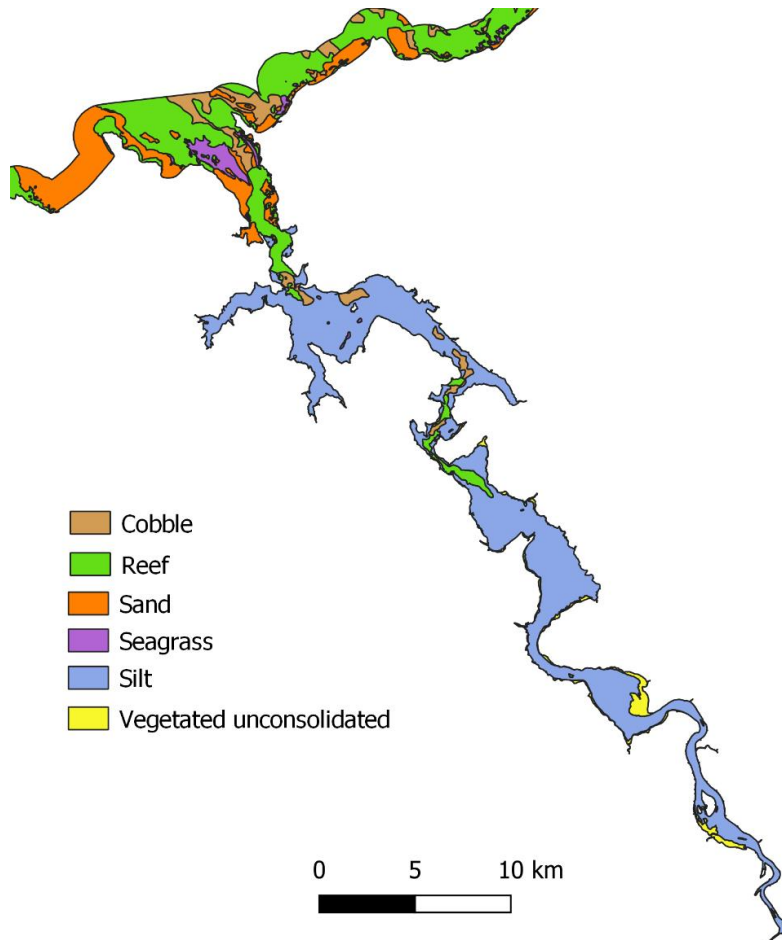 Cobble
Reef
Sand
Seagrass
Silt
Vegetated unconsolidated
0 5 10 km